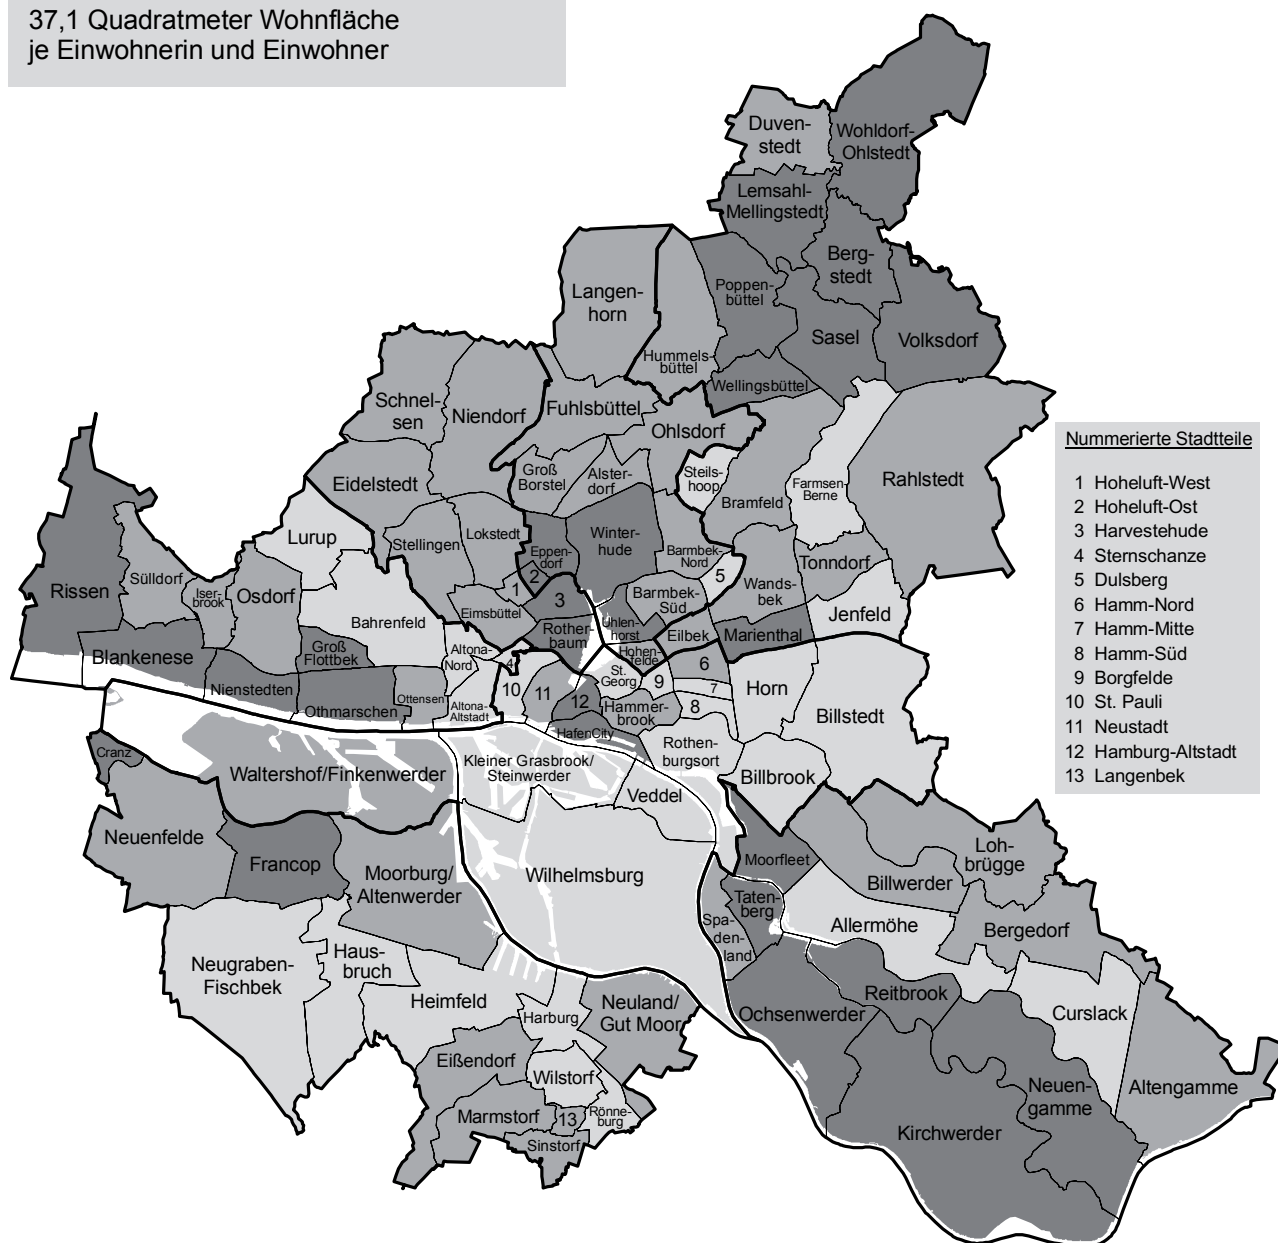 37,1 Quadratmeter Wohnfläche
je Einwohnerin und Einwohner
Duven-
stedt
Wohldorf-
Ohlstedt
Lemsahl-
Mellingstedt
Berg-
stedt
Poppen-
büttel
Sasel
Volksdorf
Langen-
horn
Hummels-
büttel
Wellingsbüttel
Schnel-
sen
Niendorf
Fuhlsbüttel
Ohlsdorf
Groß
Borstel
Alster-
dorf
Steils-
hoop
Bramfeld
Farmsen-
Berne
Rahlstedt
Eidelstedt
Lurup
Stellingen
Lokstedt
Eppen-
dorf
Winter-
hude
Barmbek-
Nord
5
Wands-
bek
Tonndorf
Jenfeld
Rissen
Sülldorf
Iser-
brook
Osdorf
Bahrenfeld
Eimsbüttel
1
2
3
Rother-
baum
Barmbek-
Süd
Uhlen-
horst
Hohen-
felde
Eilbek
Marienthal
Blankenese
Groß
Flottbek
Nienstedten
Othmarschen
Ottensen
Altona-
Nord
Altona-
Altstadt
4
10
11
12
St.
Georg
9
6
7
8
Hammer-
brook
HafenCity
Horn
Billstedt
Rothen-
burgsort
Billbrook
Cranz
Waltershof/Finkenwerder
Kleiner Grasbrook/
Steinwerder
Veddel
Neuenfelde
Francop
Moorburg/
Altenwerder
Wilhelmsburg
Moorfleet
Billwerder
Loh-
brügge
Taten-
berg
Spa-
den-
land
Allermöhe
Bergedorf
Neugraben-
Fischbek
Haus-
bruch
Heimfeld
Harburg
Neuland/
Gut Moor
Ochsenwerder
Reitbrook
Curslack
Eißendorf
Wilstorf
Neuen-
gamme
Altengamme
Marmstorf
13
Rönne-
burg
Sinstorf
Kirchwerder
Nummerierte Stadtteile
1 Hoheluft-West
2 Hoheluft-Ost
3 Harvestehude
4 Sternschanze
5 Dulsberg
6 Hamm-Nord
7 Hamm-Mitte
8 Hamm-Süd
9 Borgfelde
10 St. Pauli
11 Neustadt
12 Hamburg-Altstadt
13 Langenbek